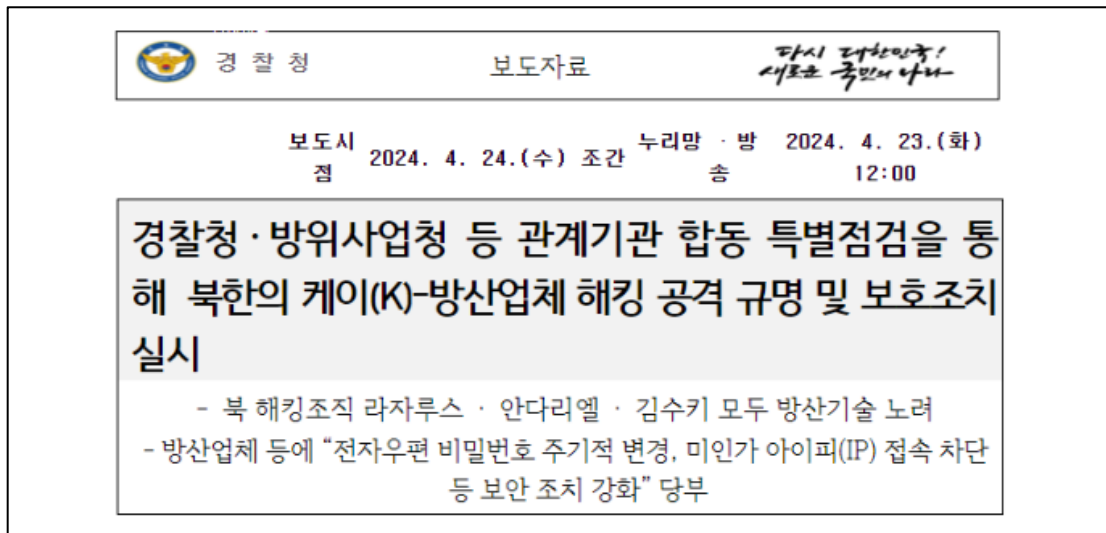 경찰청
보도자료
다시 대한민국!
새로운 국민의 나라
보도시점
2024. 4. 24.(수) 조간
누리망 · 방송
2024. 4. 23.(화)
12:00
경찰청·방위사업청 등 관계기관 합동 특별점검을 통
해 북한의 케이(K)-방산업체 해킹 공격 규명 및 보호조치
실시
- 북 해킹조직 라자루스 · 안다리엘 · 김수키 모두 방산기술 노려
- 방산업체 등에 “전자우편 비밀번호 주기적 변경, 미인가 아이피(IP) 접속 차단
등 보안 조치 강화” 당부